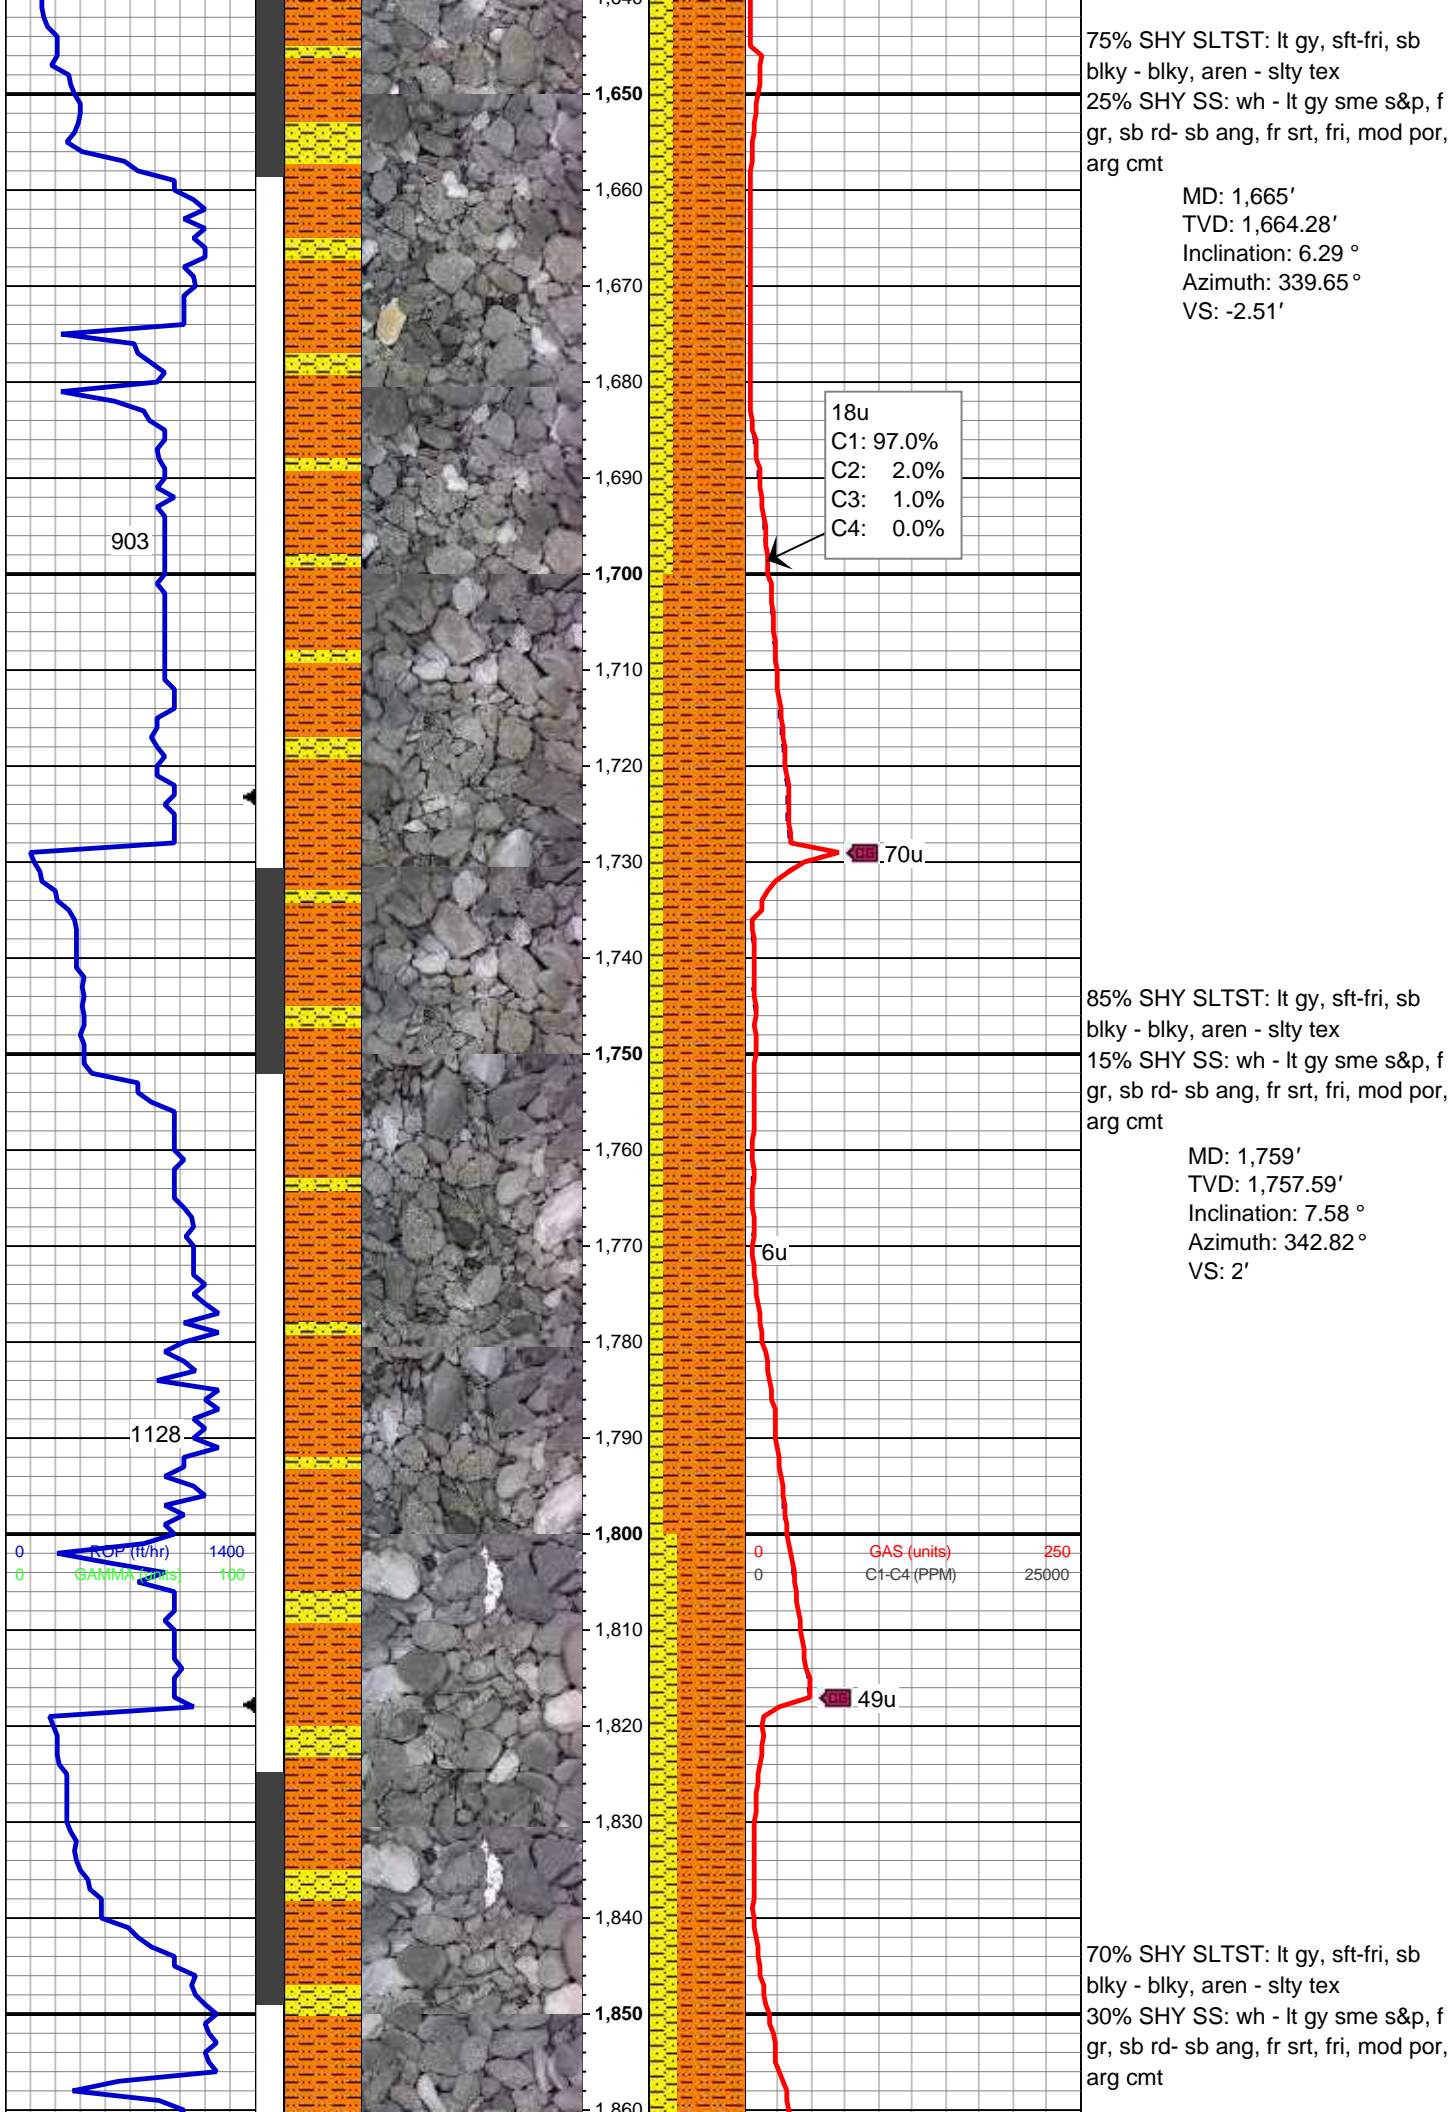 75% SHY SLTST: lt gy, sft-fri, sb
blky - blky, aren - slty tex
1,650
25% SHY SS: wh - lt gy sme s&p, f
gr, sb rd- sb ang, fr srt, fri, mod por,
arg cmt
1,660
MD: 1,665′
TVD: 1,664.28′
Inclination: 6.29 °
Azimuth: 339.65°
VS: -2.51′
1,670
1,680
18u
C1: 97.0%
C2: 2.0%
C3: 1.0%
C4: 0.0%
1,690
903
1,700
1,710
1,720
1,730
CG 70u
1,740
85% SHY SLTST: lt gy, sft-fri, sb
blky - blky, aren - slty tex
1,750
15% SHY SS: wh - lt gy sme s&p, f
gr, sb rd- sb ang, fr srt, fri, mod por,
arg cmt
1,760
MD: 1,759′
TVD: 1,757.59′
Inclination: 7.58 °
Azimuth: 342.82°
VS: 2′
1,770
6u
1,780
1128
1,790
1,800
0 ROP (ft/hr) 1400
0 GAMMA (units) 100
0 GAS (units) 250
0 C1-C4 (PPM) 25000
1,810
CG 49u
1,820
1,830
1,840
70% SHY SLTST: lt gy, sft-fri, sb
blky - blky, aren - slty tex
1,850
30% SHY SS: wh - lt gy sme s&p, f
gr, sb rd- sb ang, fr srt, fri, mod por,
arg cmt
1,860